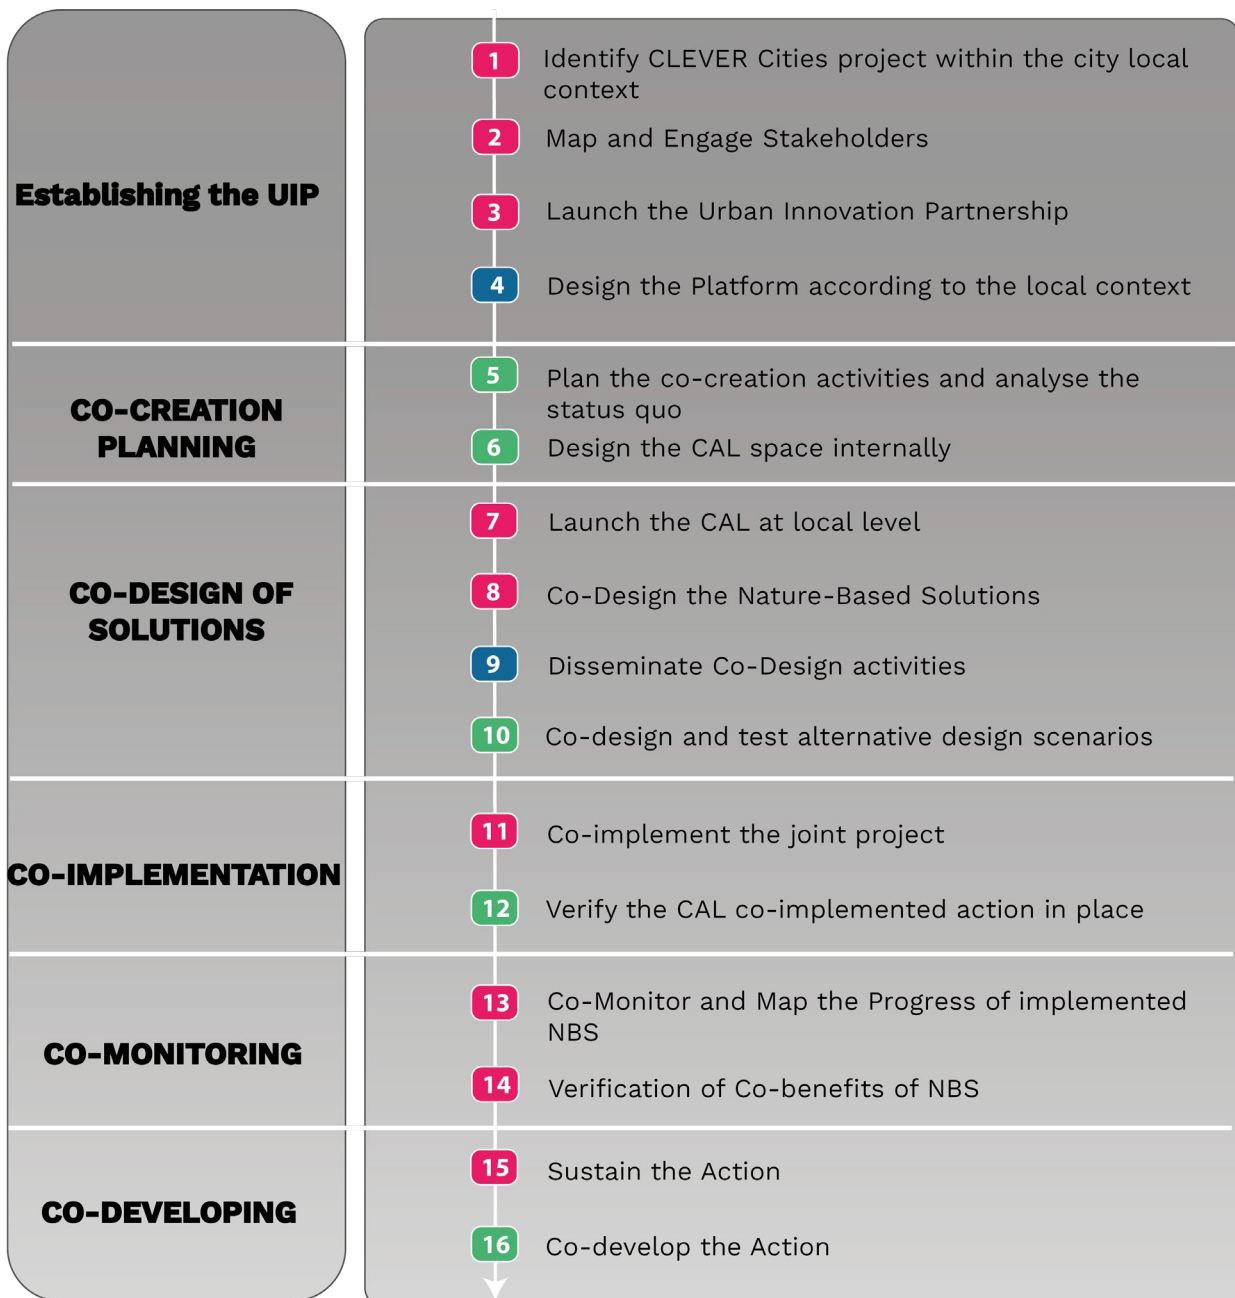 Establishing the UIP
1
Identify CLEVER Cities project within the city local
context
2
Map and Engage Stakeholders
3
Launch the Urban Innovation Partnership
4
Design the Platform according to the local context
CO-CREATION
PLANNING
5
Plan the co-creation activities and analyse the
status quo
6
Design the CAL space internally
CO-DESIGN OF
SOLUTIONS
7
Launch the CAL at local level
8
Co-Design the Nature-Based Solutions
9
Disseminate Co-Design activities
10
Co-design and test alternative design scenarios
CO-IMPLEMENTATION
11
Co-implement the joint project
12
Verify the CAL co-implemented action in place
CO-MONITORING
13
Co-Monitor and Map the Progress of implemented
NBS
14
Verification of Co-benefits of NBS
CO-DEVELOPING
15
Sustain the Action
16
Co-develop the Action